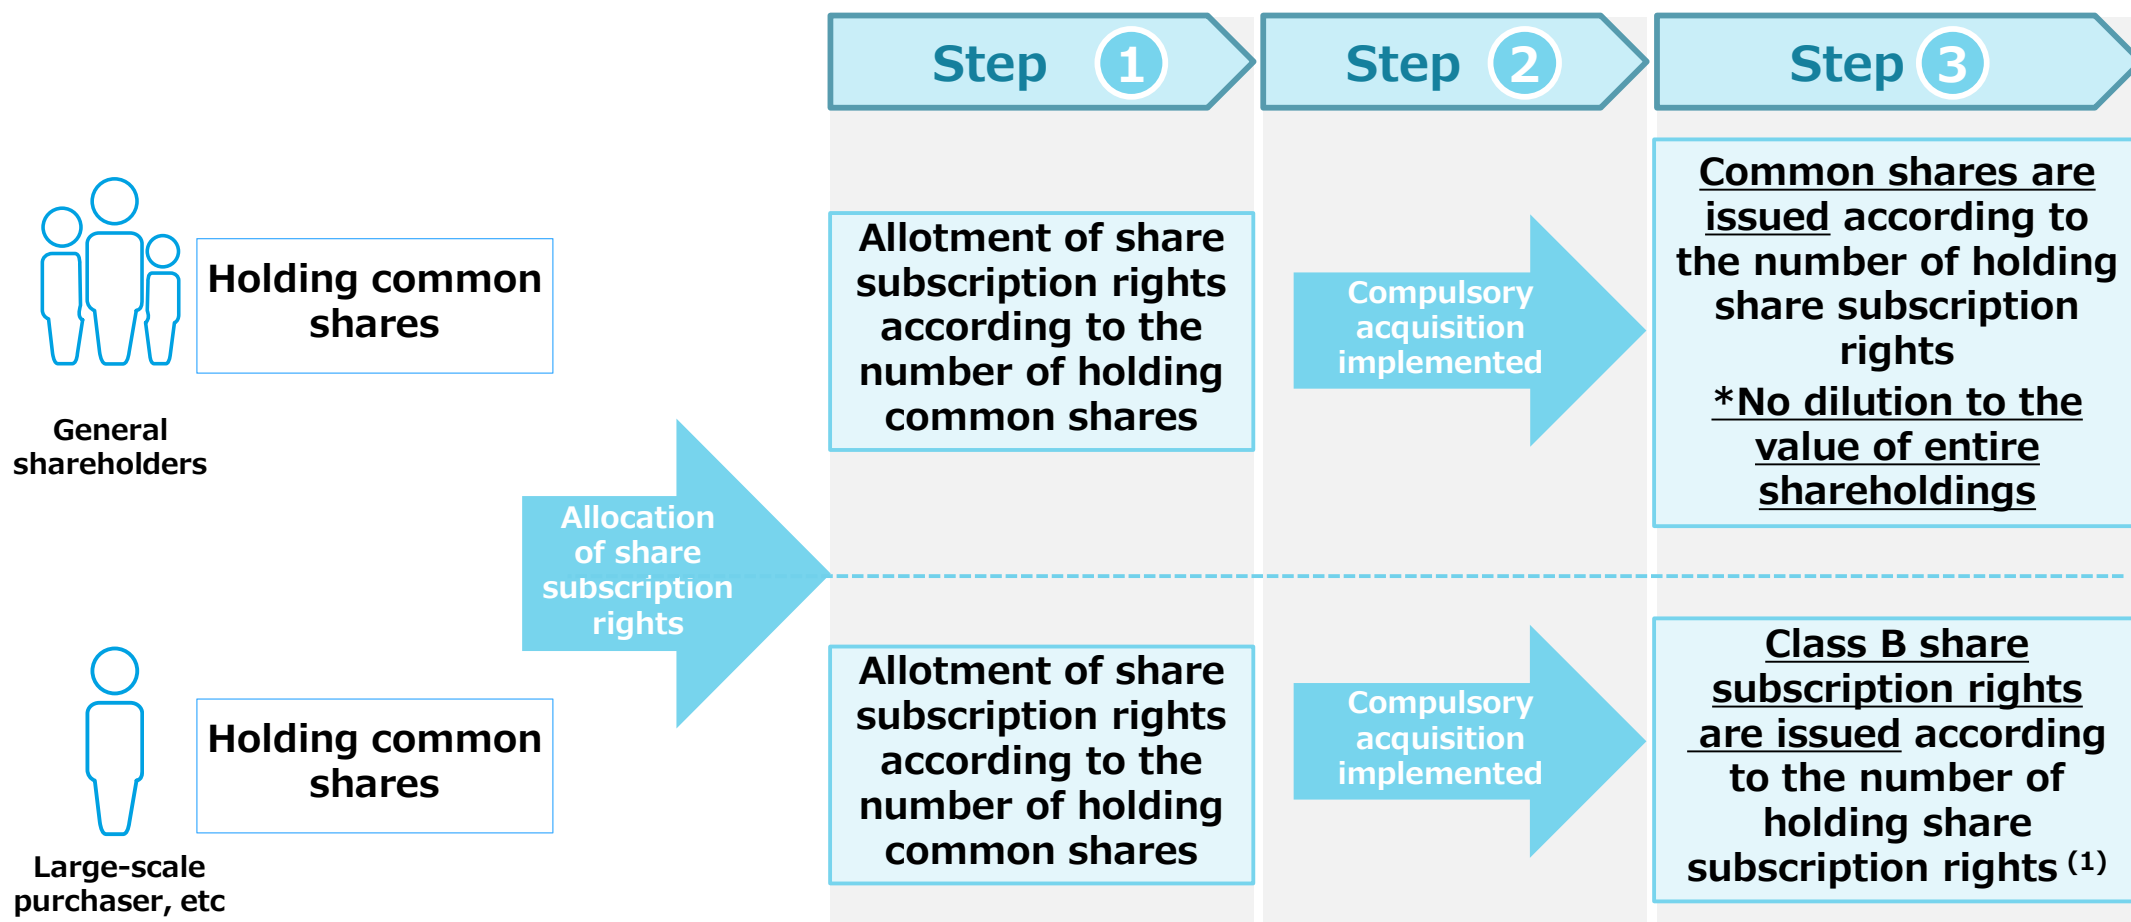 Step 1
Step 2
Step 3
Holding common
shares
General
shareholders
Allocation
of share
subscription
rights
Allotment of share
subscription rights
according to the
number of holding
common shares
Compulsory
acquisition
implemented
Common shares are
issued according to
the number of holding
share subscription
rights
*No dilution to the
value of entire
shareholdings
Holding common
shares
Large-scale
purchaser, etc
Allotment of share
subscription rights
according to the
number of holding
common shares
Compulsory
acquisition
implemented
Class B share
subscription rights
are issued according
to the number of
holding share
subscription rights (1)